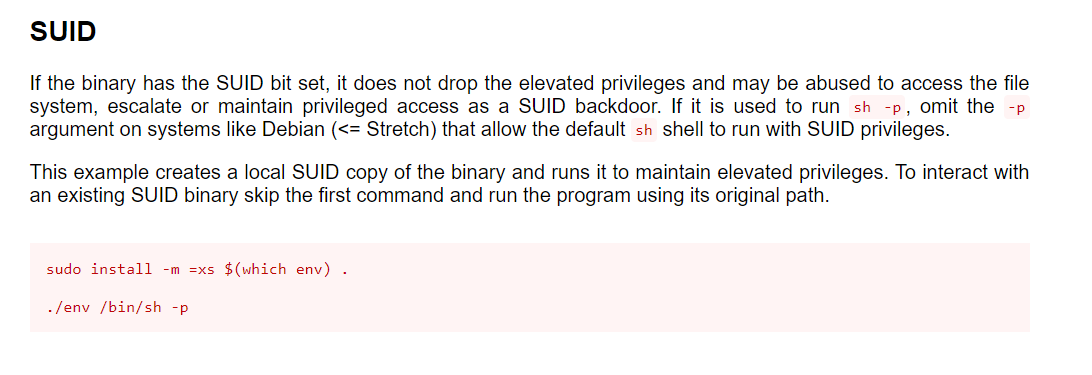 SUID
If the binary has the SUID bit set, it does not drop the elevated privileges and may be abused to access the file
system, escalate or maintain privileged access as a SUID backdoor. If it is used to run sh -p, omit the -p
argument on systems like Debian (<= Stretch) that allow the default sh shell to run with SUID privileges.
This example creates a local SUID copy of the binary and runs it to maintain elevated privileges. To interact with
an existing SUID binary skip the first command and run the program using its original path.
sudo install -m =xs $(which env) .
./env /bin/sh -p